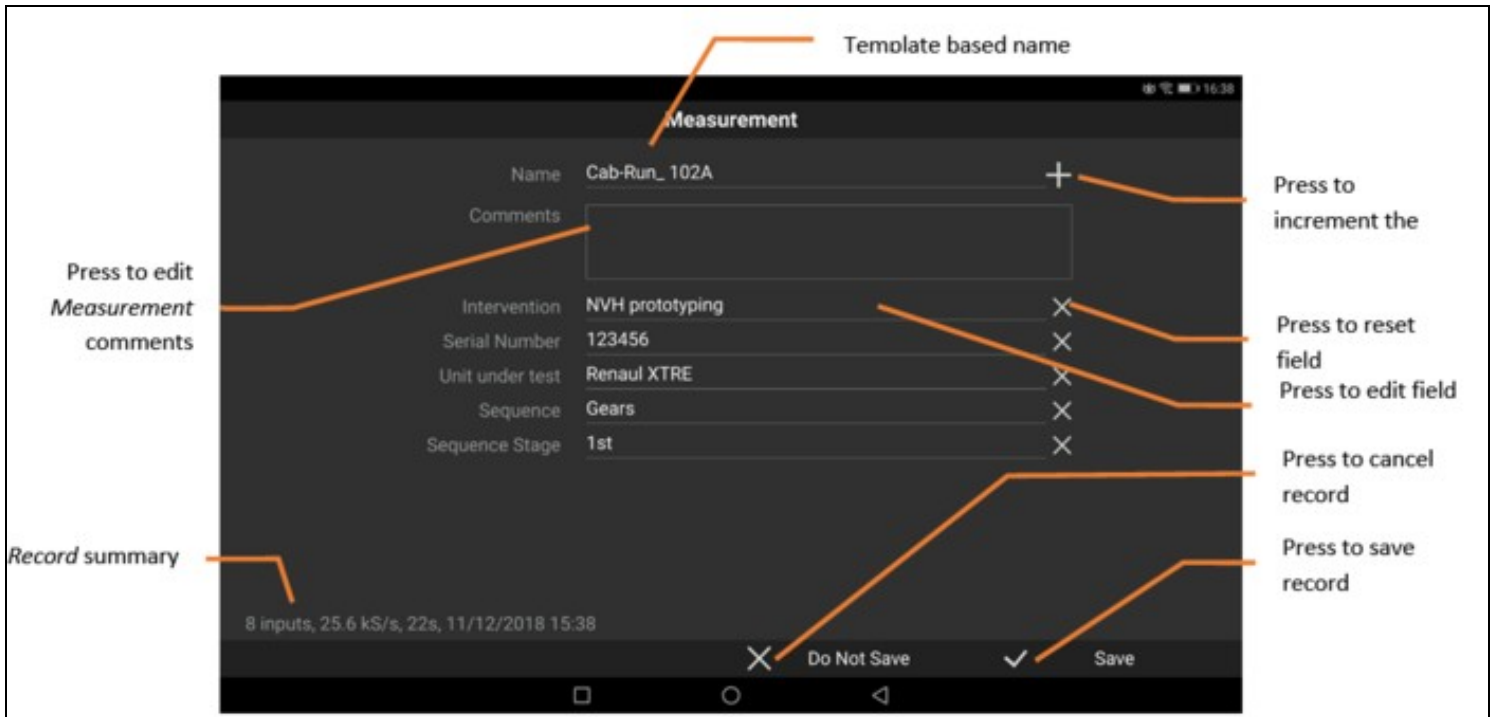 Template based name
16:38
Measurement
Name Cab-Run_ 102A
Press to
increment the
Comments
Press to edit
Measurement
comments
Intervention NVH prototyping
Press to reset
field
Serial Number 123456
Unit under test Renaul XTRE
Press to edit field
Sequence Gears
Sequence Stage 1st
Press to cancel
record
Record summary
Press to save
record
8 inputs, 25.6 kS/s, 22s, 11/12/2018 15:38
Do Not Save Save